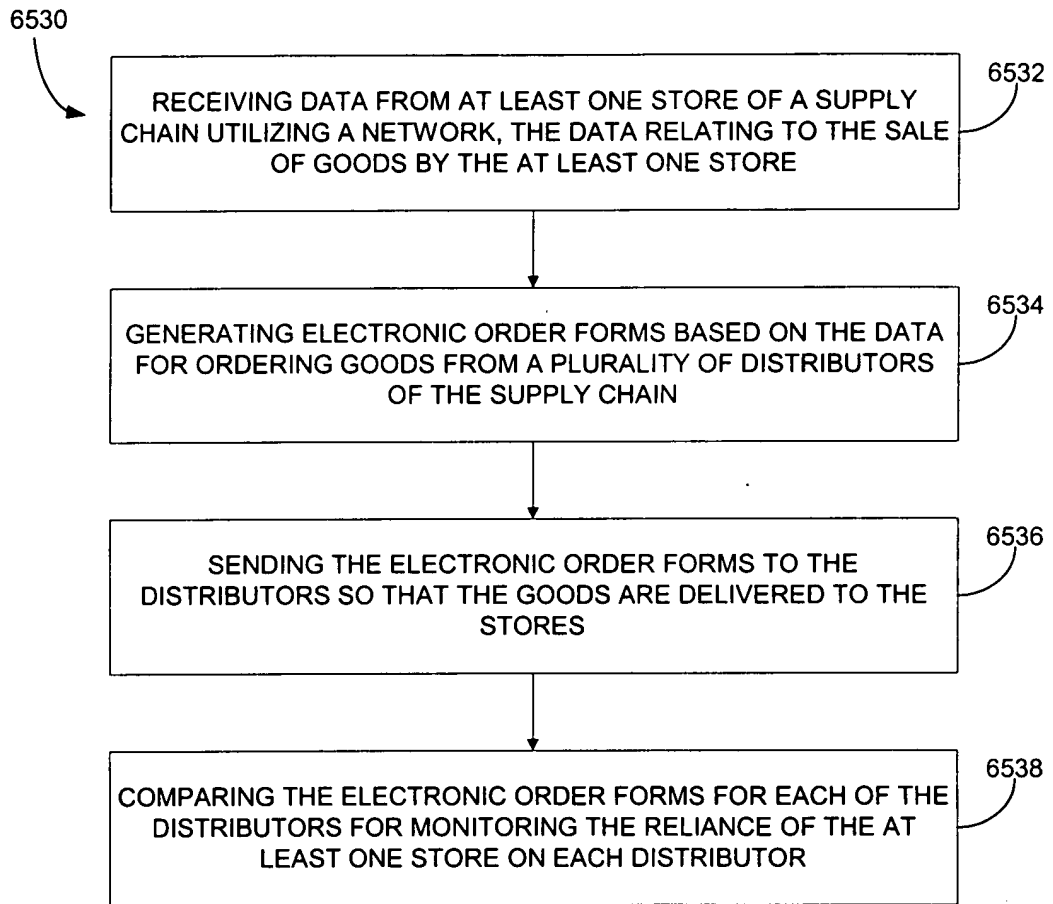 6530
6532
RECEIVING DATA FROM AT LEAST ONE STORE OF A SUPPLY
CHAIN UTILIZING A NETWORK, THE DATA RELATING TO THE SALE
OF GOODS BY THE AT LEAST ONE STORE
6534
GENERATING ELECTRONIC ORDER FORMS BASED ON THE DATA
FOR ORDERING GOODS FROM A PLURALITY OF DISTRIBUTORS
OF THE SUPPLY CHAIN
6536
SENDING THE ELECTRONIC ORDER FORMS TO THE
DISTRIBUTORS SO THAT THE GOODS ARE DELIVERED TO THE
STORES
6538
COMPARING THE ELECTRONIC ORDER FORMS FOR EACH OF THE
DISTRIBUTORS FOR MONITORING THE RELIANCE OF THE AT
LEAST ONE STORE ON EACH DISTRIBUTOR